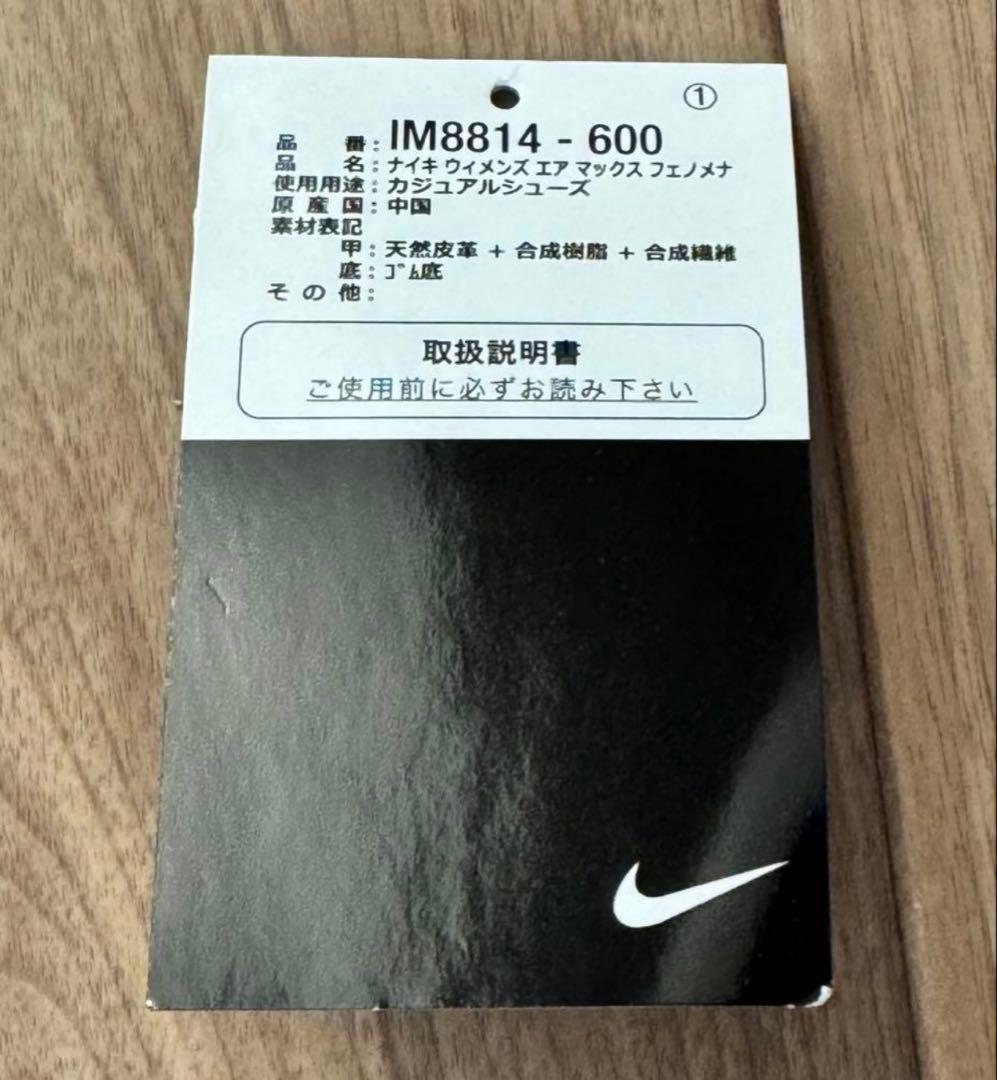 ①
品番：IM8814 - 600
品名：ナイキ ウィメンズ エア マックス フェノメナ
使用用途：カジュアルシューズ
原産国：中国
素材表記
甲：天然皮革 + 合成樹脂 + 合成繊維
底：ｺﾞﾑ底
その他：
取扱説明書
ご使用前に必ずお読み下さい